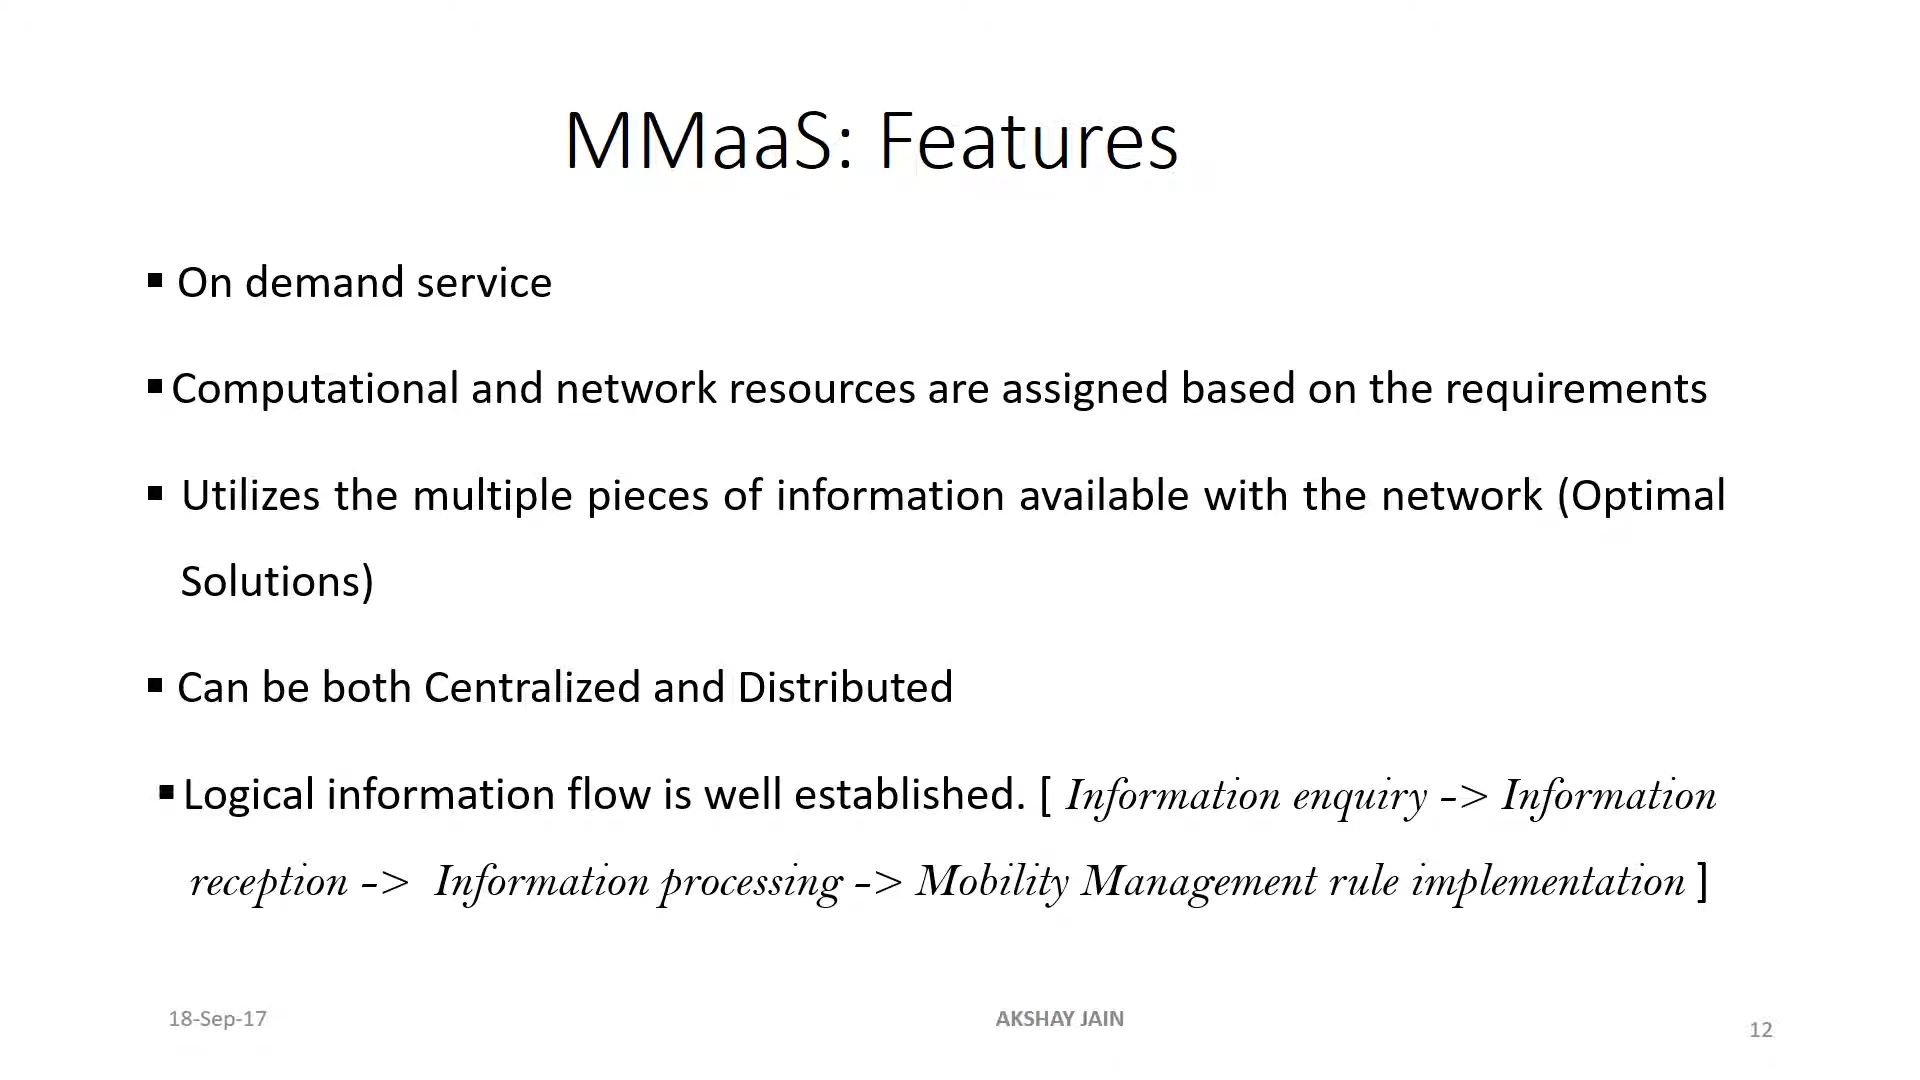 MMaaS: Features
▪ On demand service
▪ Computational and network resources are assigned based on the requirements
▪ Utilizes the multiple pieces of information available with the network (Optimal
Solutions)
▪ Can be both Centralized and Distributed
▪ Logical information flow is well established. [ Information enquiry -> Information
reception -> Information processing -> Mobility Management rule implementation ]
18-Sep-17
AKSHAY JAIN
12